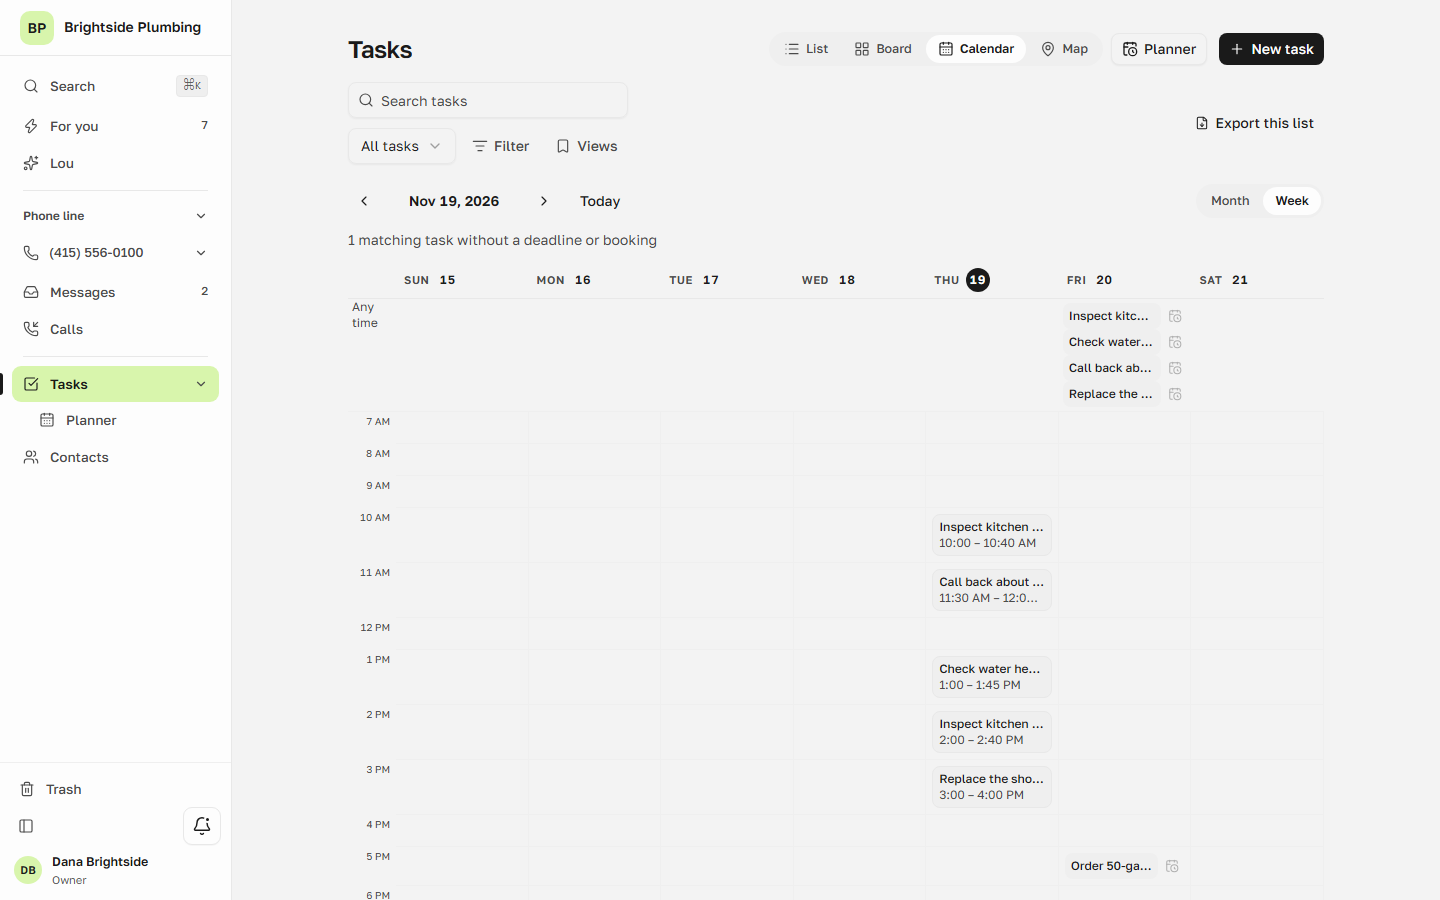 BP Brightside Plumbing
Search ⌘K
For you 7
Lou
Phone line
(415) 556-0100
Messages 2
Calls
Tasks
Planner
Contacts
Trash
DB Dana Brightside
Owner
Tasks
List Board Calendar Map Planner + New task
Search tasks
Export this list
All tasks Filter Views
Nov 19, 2026 Today
Month Week
1 matching task without a deadline or booking
SUN 15 MON 16 TUE 17 WED 18 THU 19 FRI 20 SAT 21
Any
time
Inspect kitc...
Check water...
Call back ab...
Replace the ...
7 AM
8 AM
9 AM
10 AM
Inspect kitchen ...
10:00 – 10:40 AM
11 AM
Call back about ...
11:30 AM – 12:0...
12 PM
1 PM
Check water he...
1:00 – 1:45 PM
2 PM
Inspect kitchen ...
2:00 – 2:40 PM
3 PM
Replace the sho...
3:00 – 4:00 PM
4 PM
5 PM
Order 50-ga...
6 PM